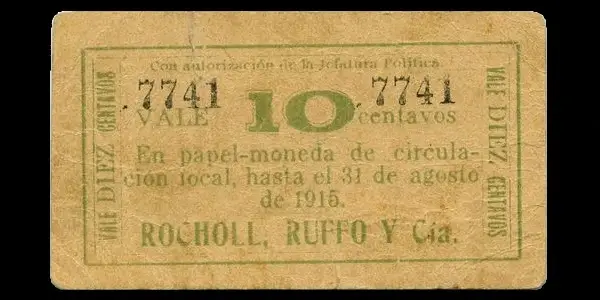 Con autorización de la Jefatura Política
7741 7741
VALE 10 centavos
En papel-moneda de circula-
ción local, hasta el 31 de agosto
de 1915.
ROCHOLL, RUFFO Y Cía.
VALE DIEZ CENTAVOS
VALE DIEZ CENTAVOS